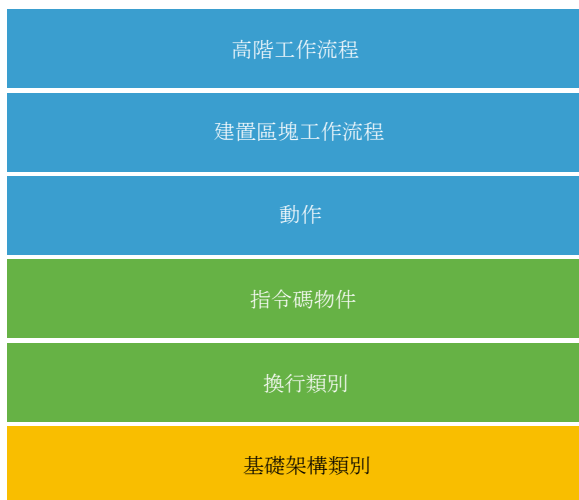 高階工作流程
建置區塊工作流程
動作
指令碼物件
換行類別
基礎架構類別